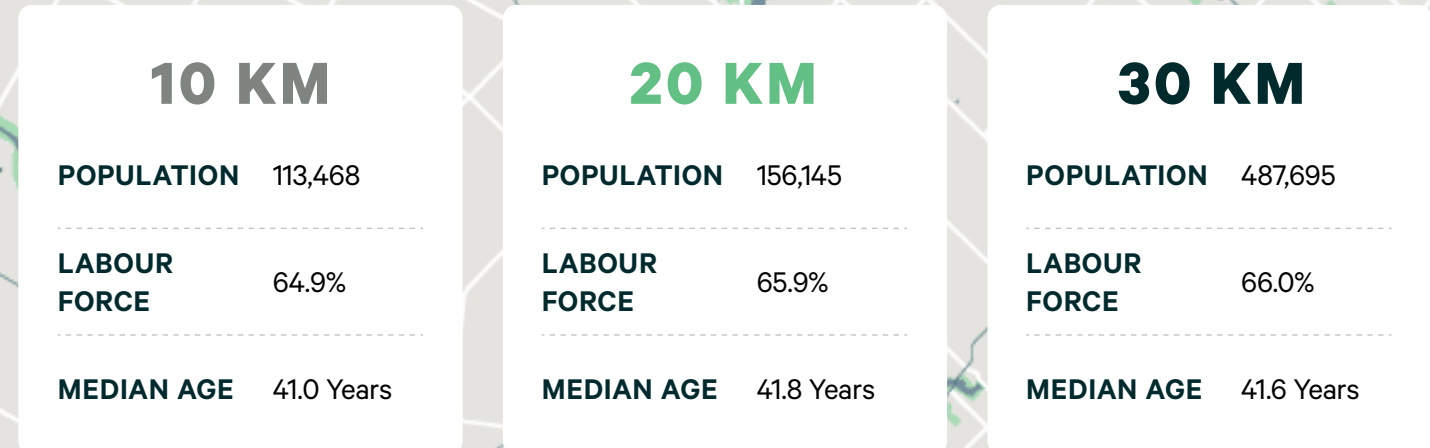 10 KM
POPULATION 113,468
LABOUR
FORCE 64.9%
MEDIAN AGE 41.0 Years
20 KM
POPULATION 156,145
LABOUR
FORCE 65.9%
MEDIAN AGE 41.8 Years
30 KM
POPULATION 487,695
LABOUR
FORCE 66.0%
MEDIAN AGE 41.6 Years